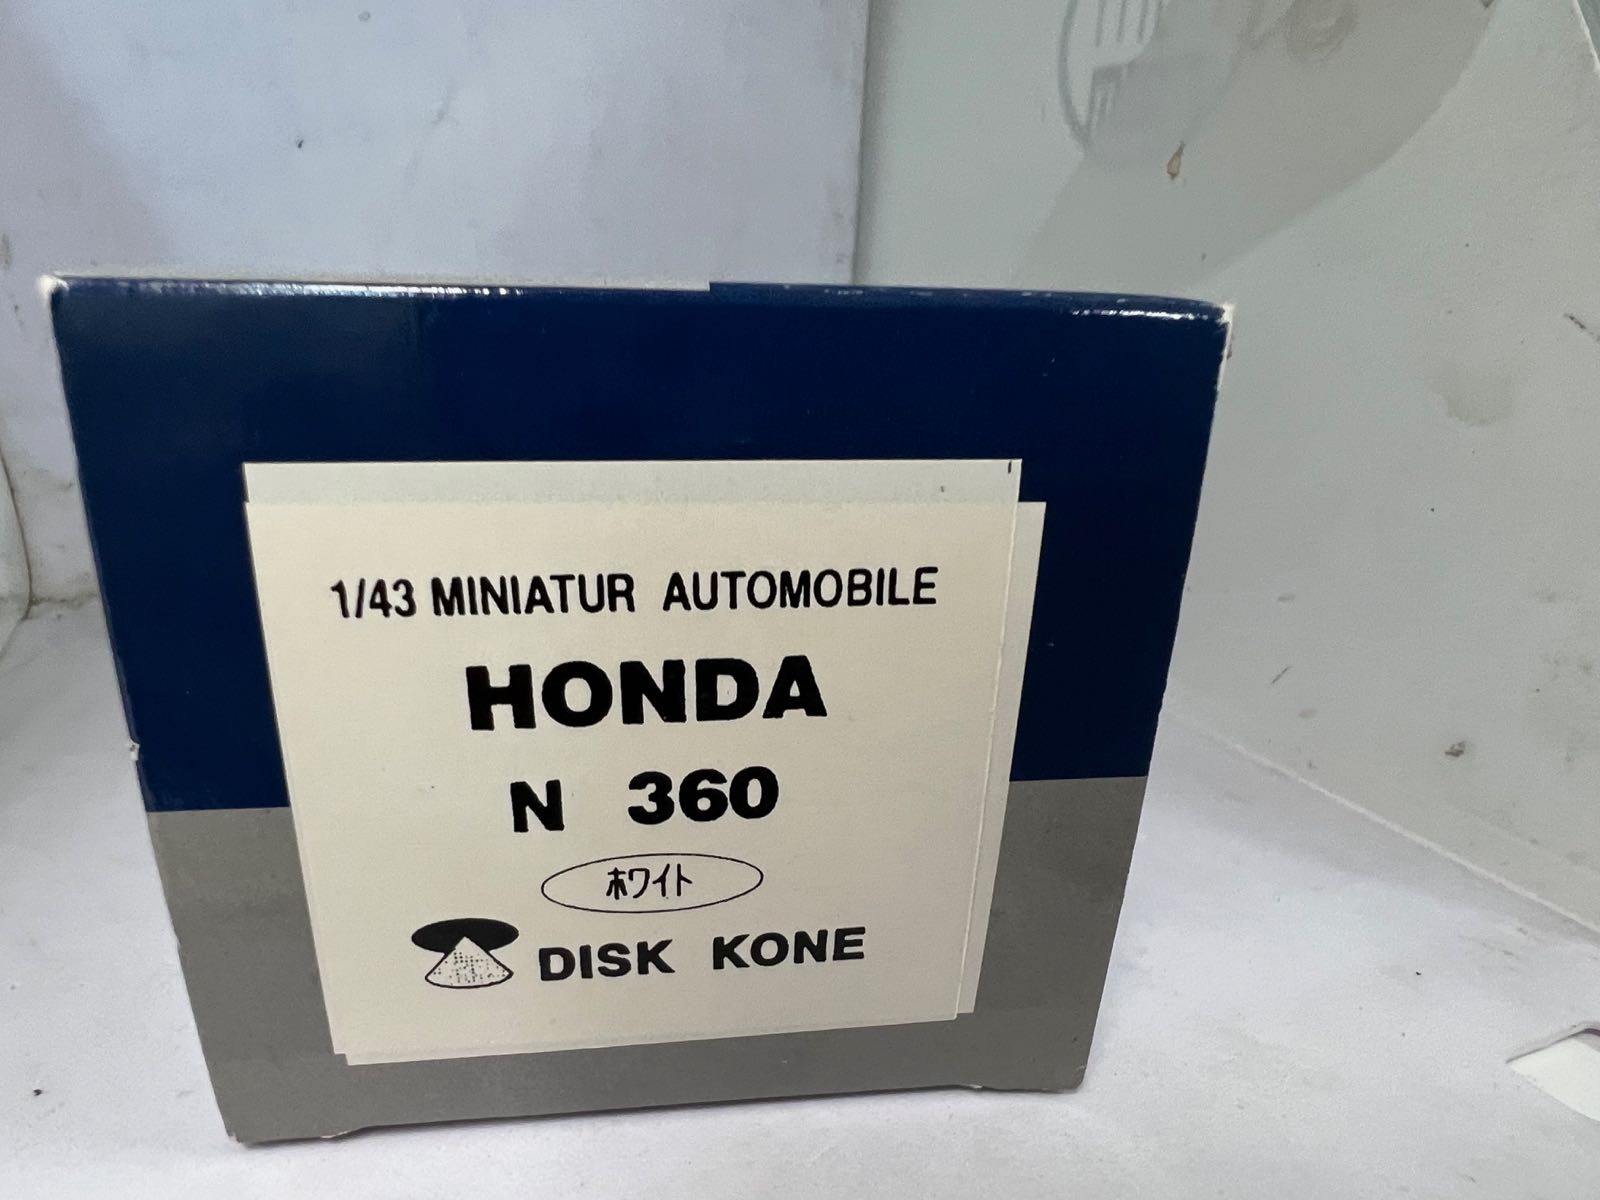 1/43 MINIATUR AUTOMOBILE
HONDA
N 360
ホワイト
DISK KONE